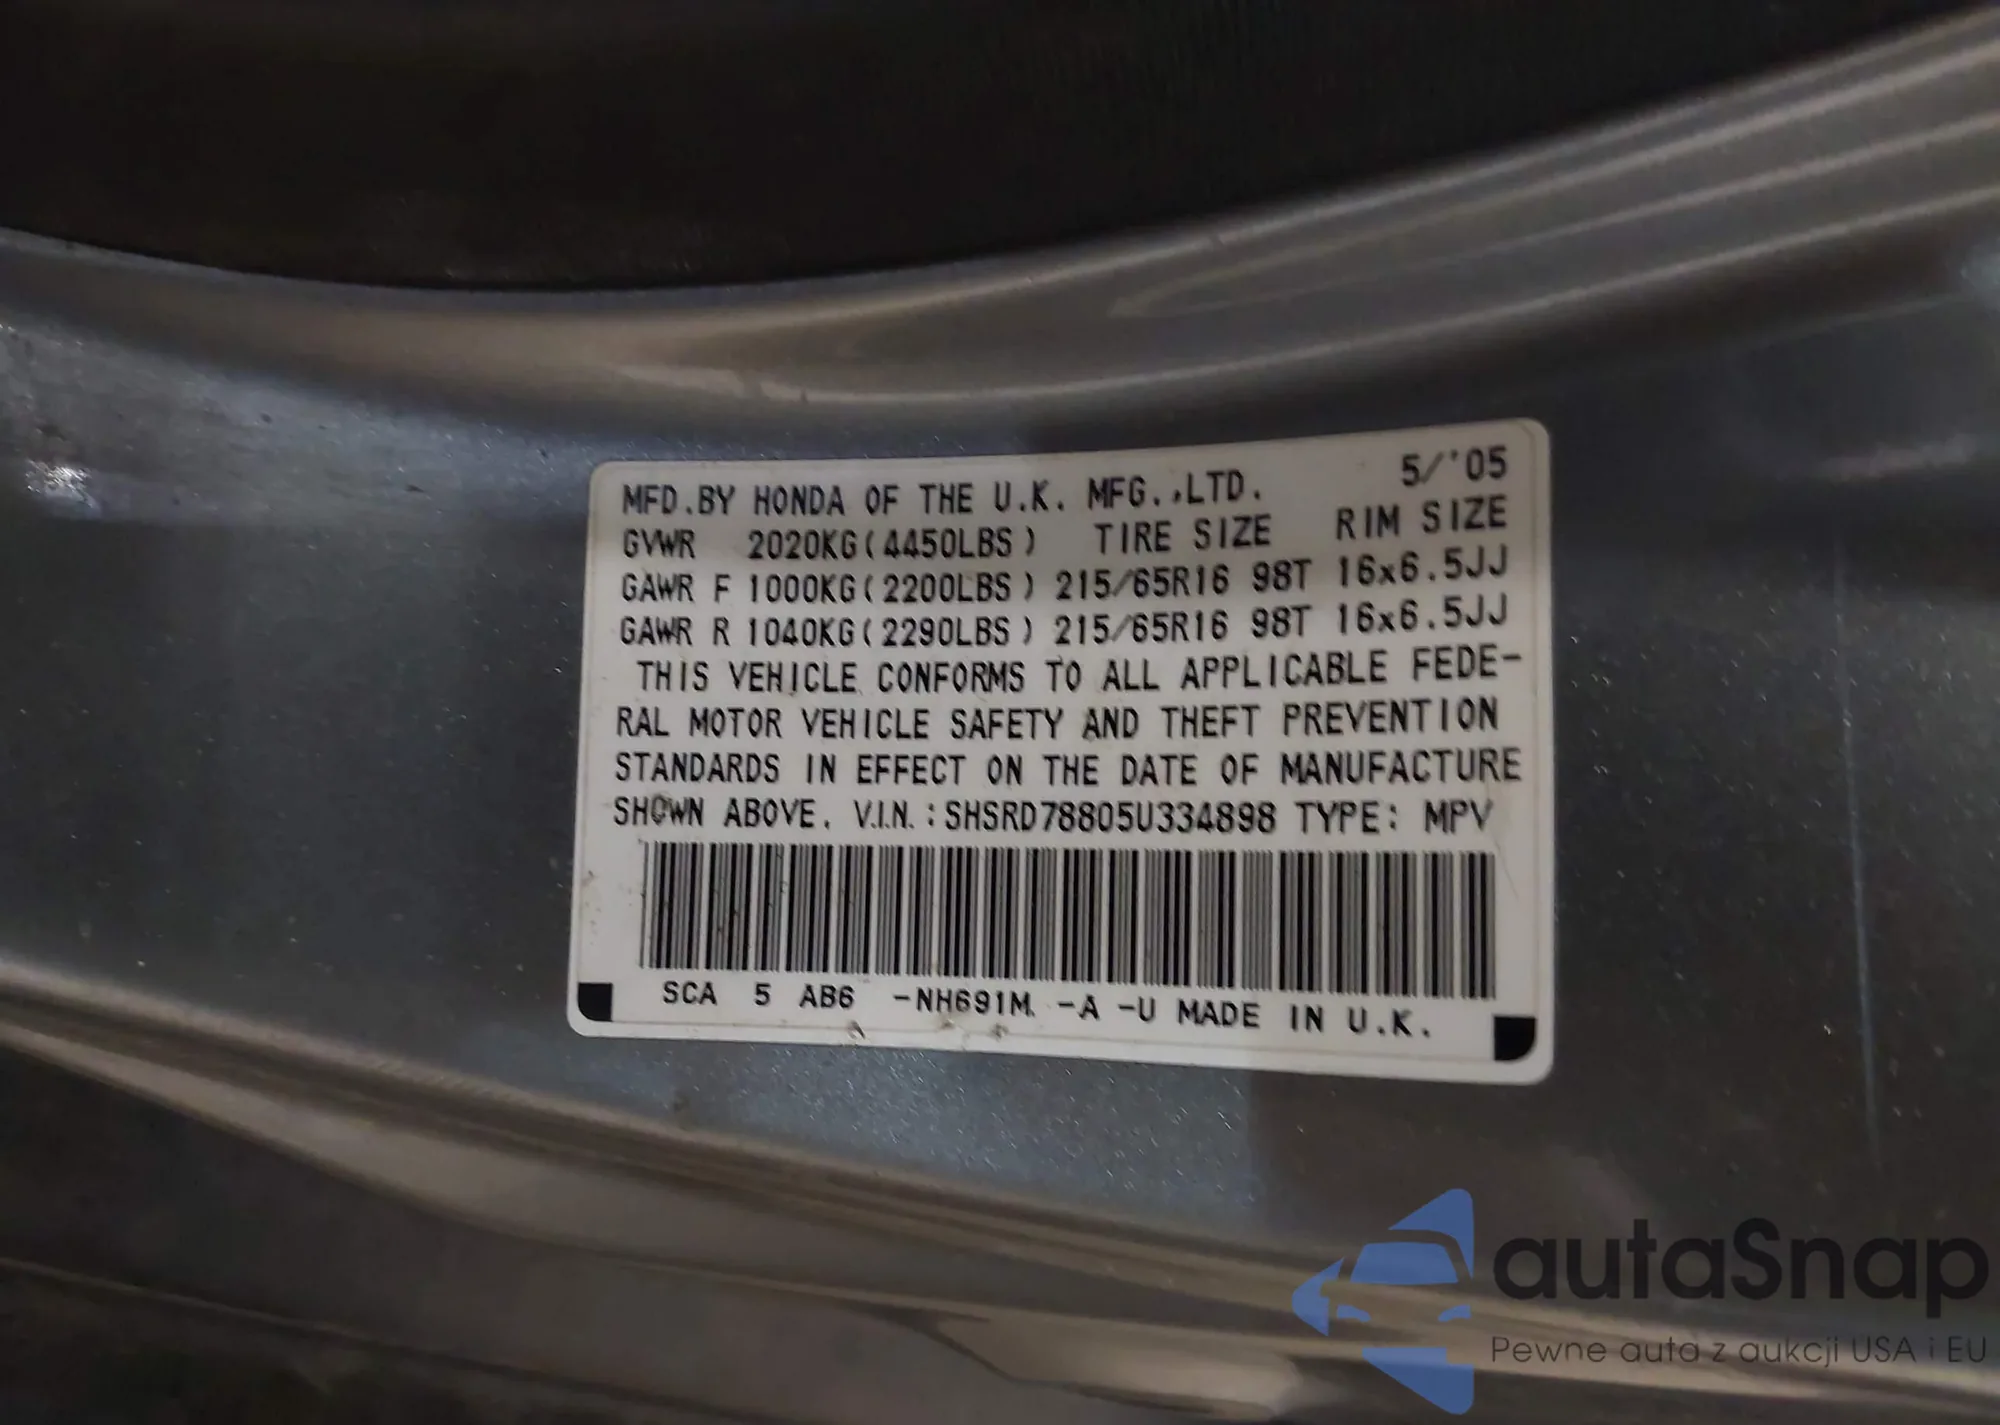 MFD.BY HONDA OF THE U.K. MFG.,LTD. 5/'05
GVWR 2020KG(4450LBS) TIRE SIZE RIM SIZE
GAWR F 1000KG(2200LBS) 215/65R16 98T 16x6.5JJ
GAWR R 1040KG(2290LBS) 215/65R16 98T 16x6.5JJ
THIS VEHICLE CONFORMS TO ALL APPLICABLE FEDE-
RAL MOTOR VEHICLE SAFETY AND THEFT PREVENTION
STANDARDS IN EFFECT ON THE DATE OF MANUFACTURE
SHOWN ABOVE. V.I.N.:SHSRD78805U334898 TYPE: MPV
SCA 5 AB6 -NH691M -A -U MADE IN U.K.
autaSnap
Pewne auta z aukcji USA i EU